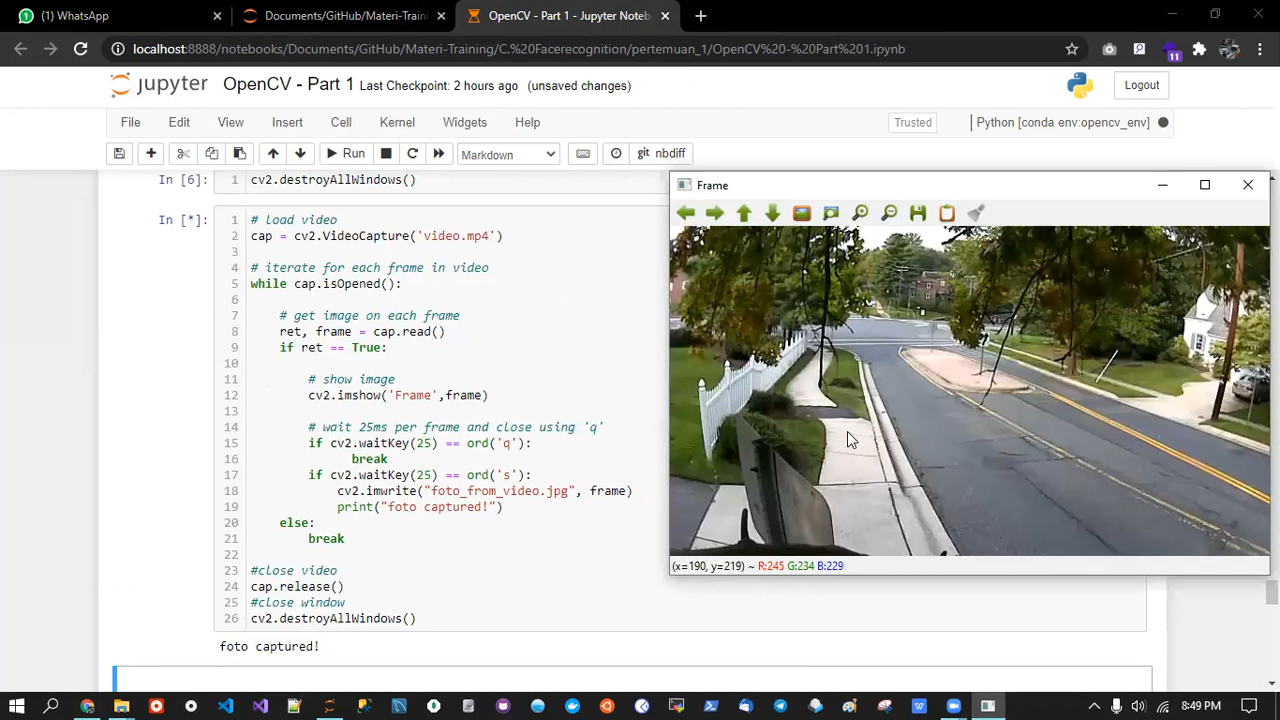 (1) WhatsApp
Documents/GitHub/Materi-Traini
OpenCV - Part 1 - Jupyter Noteb
localhost:8888/notebooks/Documents/GitHub/Materi-Training/C.%20Facerecognition/pertemuan_1/OpenCV%20-%20Part%201.ipynb
11
jupyter OpenCV - Part 1 Last Checkpoint: 2 hours ago (unsaved changes)
Logout
File Edit View Insert Cell Kernel Widgets Help
Trusted Python [conda env:opencv_env]
Run Markdown git nbdiff
In [6]: 1 cv2.destroyAllWindows()
In [*]: 1 # load video
2 cap = cv2.VideoCapture('video.mp4')
3
4 # iterate for each frame in video
5 while cap.isOpened():
6
7 # get image on each frame
8 ret, frame = cap.read()
9 if ret == True:
10
11 # show image
12 cv2.imshow('Frame',frame)
13
14 # wait 25ms per frame and close using 'q'
15 if cv2.waitKey(25) == ord('q'):
16 break
17 if cv2.waitKey(25) == ord('s'):
18 cv2.imwrite("foto_from_video.jpg", frame)
19 print("foto captured!")
20 else:
21 break
22
23 #close video
24 cap.release()
25 #close window
26 cv2.destroyAllWindows()
foto captured!
Frame
(x=190, y=219) ~ R:245 G:234 B:229
8:49 PM